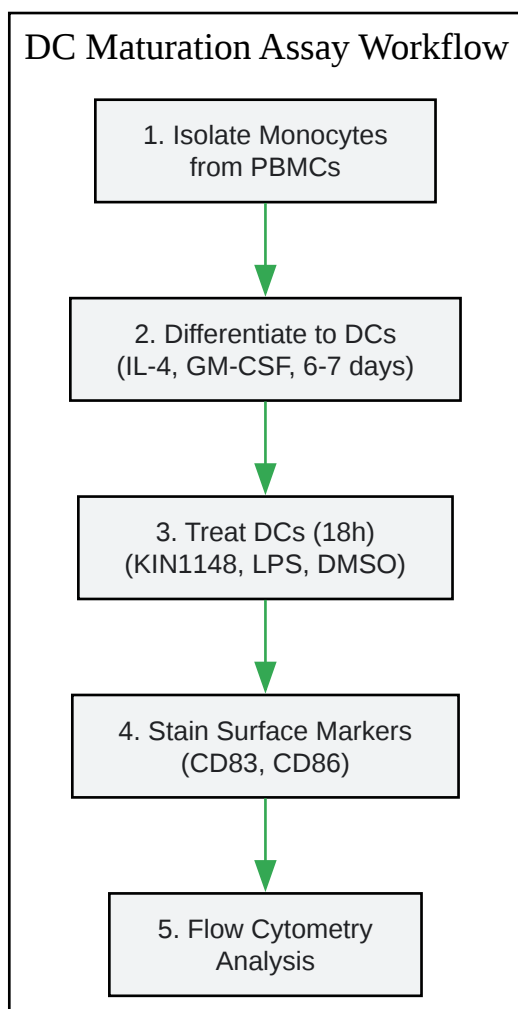 DC Maturation Assay Workflow
1. Isolate Monocytes
from PBMCs
2. Differentiate to DCs
(IL-4, GM-CSF, 6-7 days)
3. Treat DCs (18h)
(KIN1148, LPS, DMSO)
4. Stain Surface Markers
(CD83, CD86)
5. Flow Cytometry
Analysis